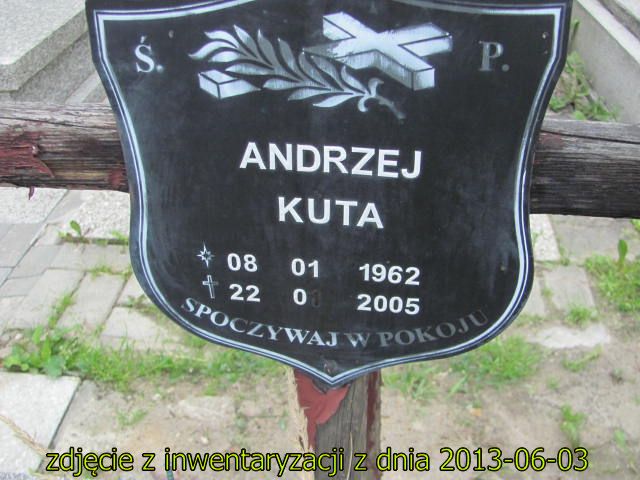 Ś. P.
ANDRZEJ
KUTA
08 01 1962
22 2005
SPOCZYWAJ W POKOJU
zdjęcie z inwentaryzacji z dnia 2013-06-03